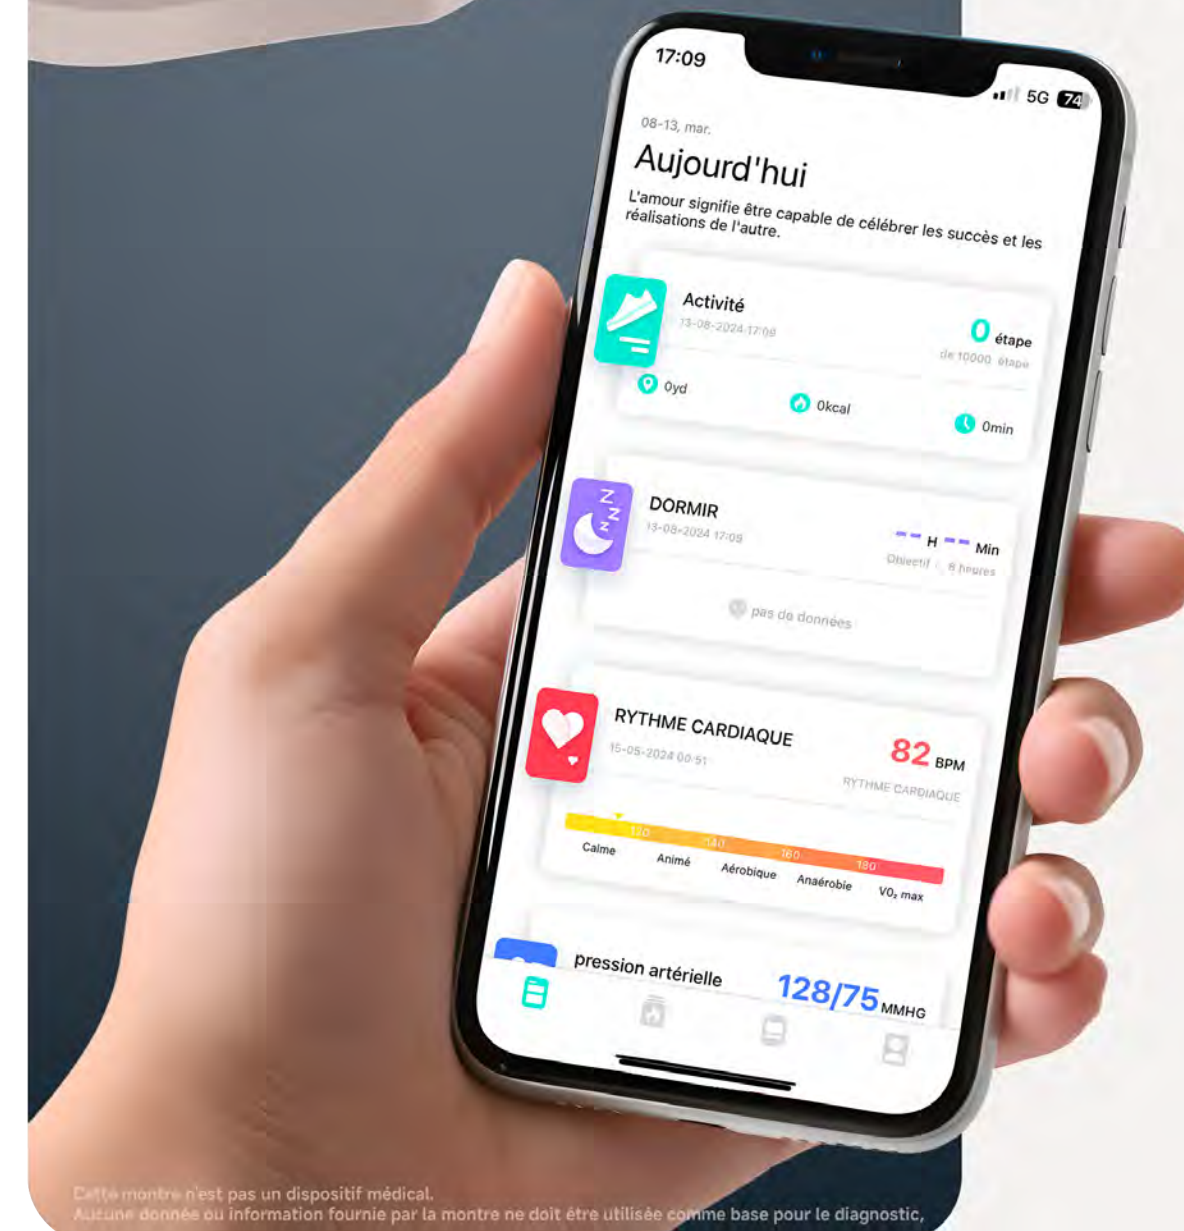 17:09
5G 74
08-13, mar.
Aujourd'hui
L'amour signifie être capable de célébrer les succès et les
réalisations de l'autre.
Activité
13-08-2024 17:09
0 étape
de 10000 étape
0yd
0kcal
0min
DORMIR
13-08-2024 17:09
-- H -- Min
Objectif : 8 heures
pas de données
RYTHME CARDIAQUE
15-05-2024 00:51
82 BPM
RYTHME CARDIAQUE
120 140 160 180
Calme Animé Aérobique Anaérobie VO₂ max
pression artérielle
128/75 MMHG
Cette montre n'est pas un dispositif médical.
Aucune donnée ou information fournie par la montre ne doit être utilisée comme base pour le diagnostic,